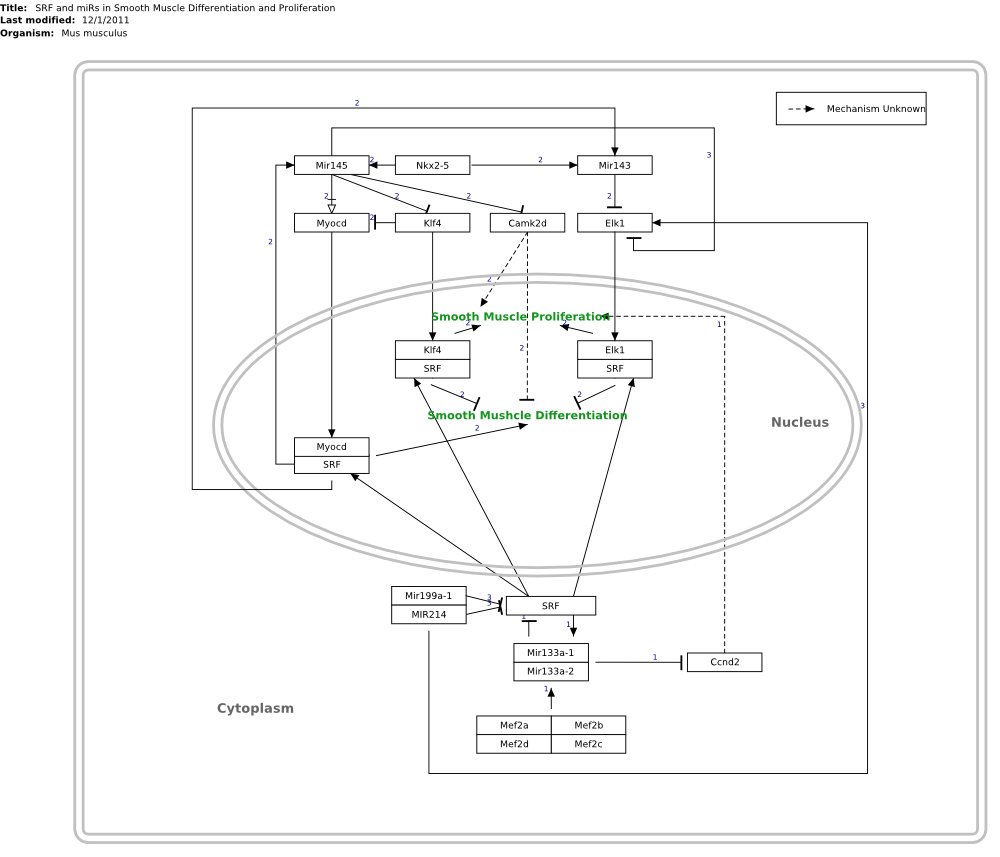 Title: SRF and miRs in Smooth Muscle Differentiation and Proliferation
Last modified: 12/1/2011
Organism: Mus musculus
2
Mechanism Unknown
3
Mir145
2
Nkx2-5
2
Mir143
2
2
2
2
Myocd
2
Klf4
Camk2d
Elk1
2
2
Smooth Muscle Proliferation
2
2
1
Klf4
SRF
2
Elk1
SRF
2
2
3
Smooth Mushcle Differentiation
2
Nucleus
Myocd
SRF
Mir199a-1
MIR214
3
3
SRF
1
1
Mir133a-1
Mir133a-2
1
Ccnd2
1
Cytoplasm
Mef2a
Mef2b
Mef2d
Mef2c